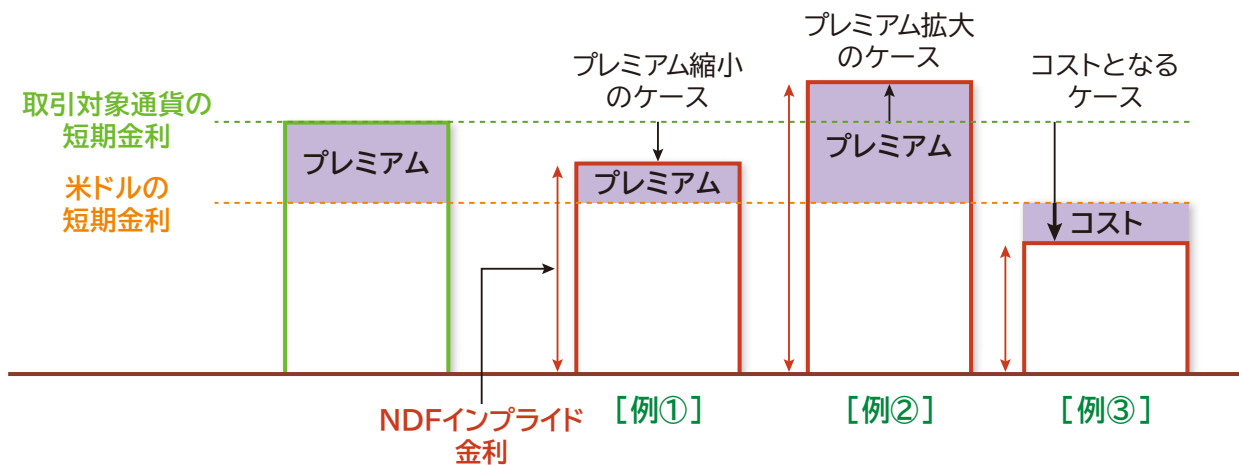 取引対象通貨の
短期金利
米ドルの
短期金利
プレミアム
プレミアム縮小
のケース
プレミアム
プレミアム拡大
のケース
プレミアム
コストとなる
ケース
コスト
NDFインプライド
金利
［例①］
［例②］
［例③］